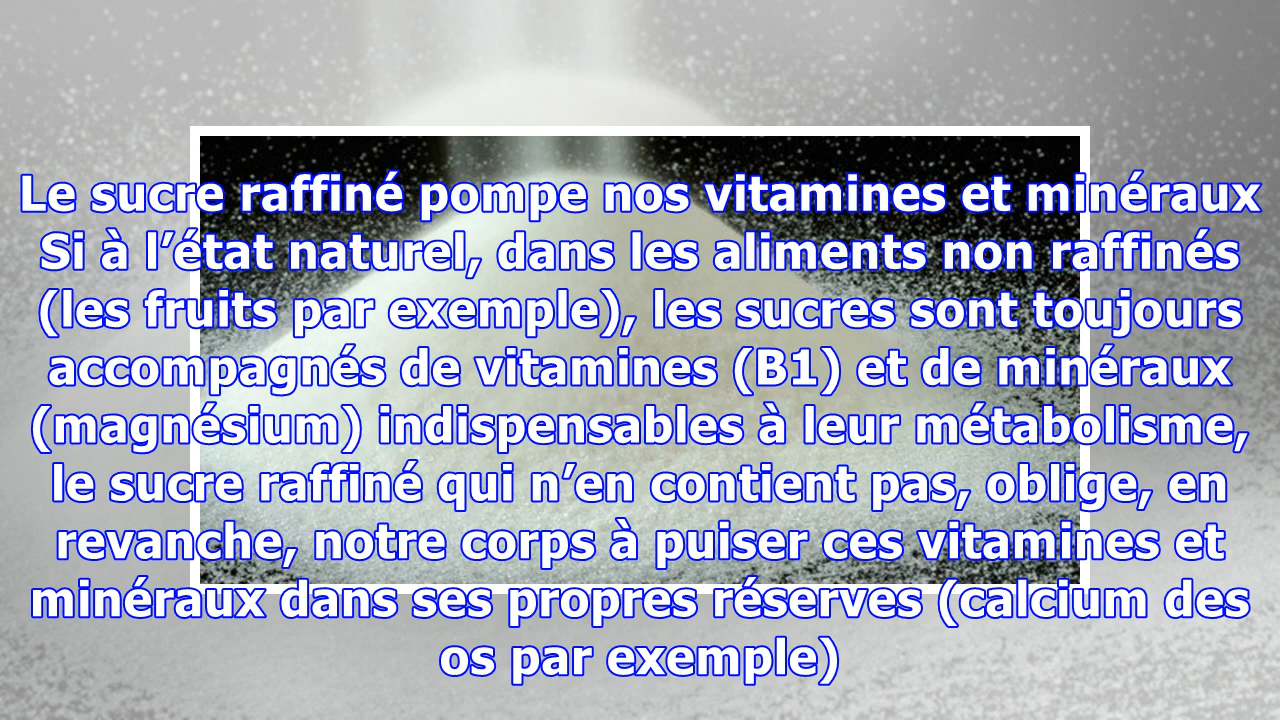 Le sucre raffiné pompe nos vitamines et minéraux
Si à l’état naturel, dans les aliments non raffinés
(les fruits par exemple), les sucres sont toujours
accompagnés de vitamines (B1) et de minéraux
(magnésium) indispensables à leur métabolisme,
le sucre raffiné qui n’en contient pas, oblige, en
revanche, notre corps à puiser ces vitamines et
minéraux dans ses propres réserves (calcium des
os par exemple)